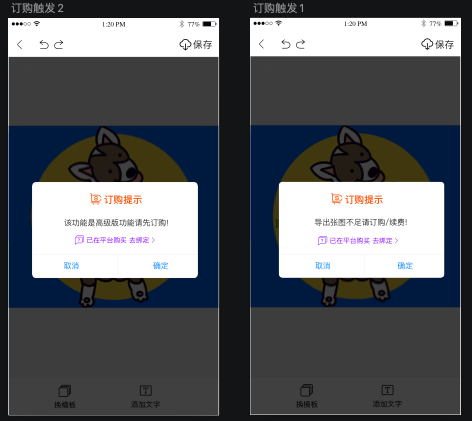 订购触发2
1:20 PM
77%
保存
订购提示
该功能是高级版功能请先订购!
已在平台购买 去绑定
取消
确定
换模板
添加文字
订购触发1
1:20 PM
77%
保存
订购提示
导出张图不足请订购/续费!
已在平台购买 去绑定
取消
确定
换模板
添加文字